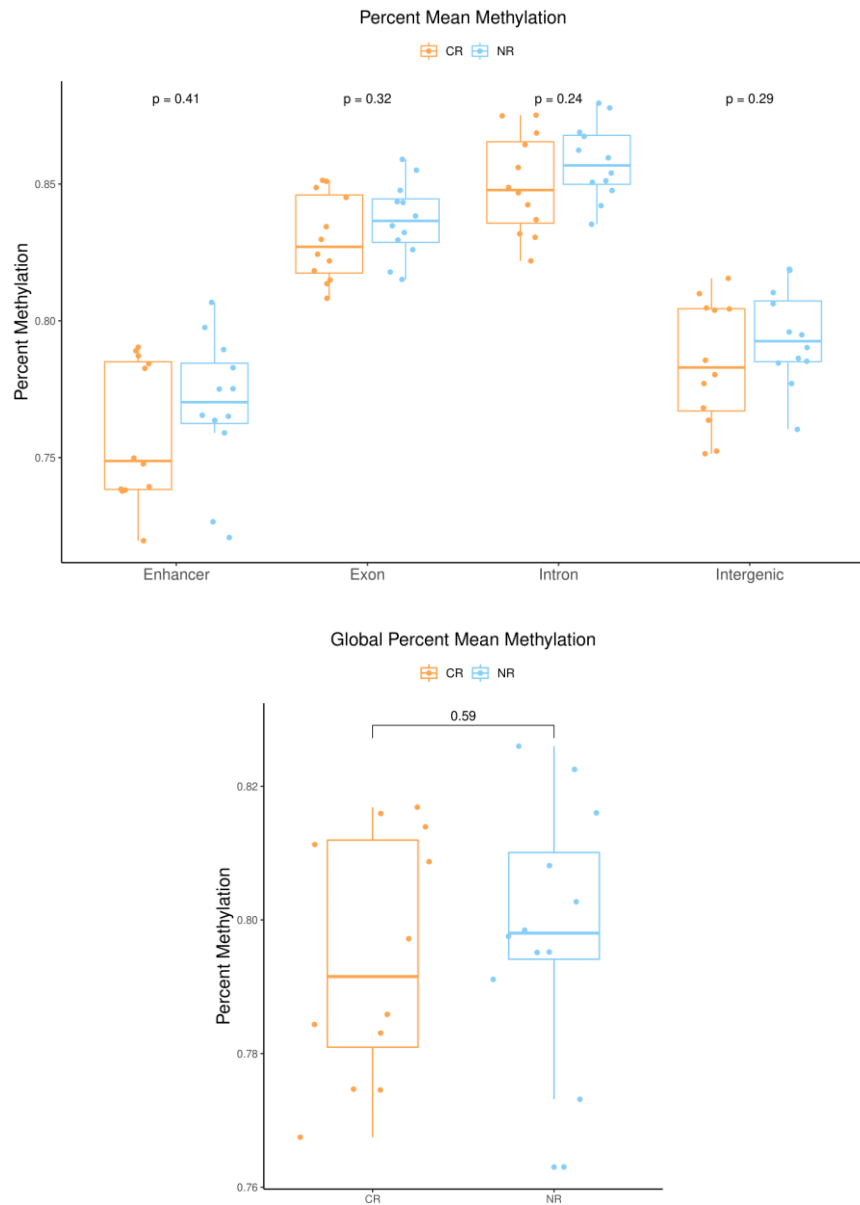 Percent Mean Methylation
CR NR
p = 0.41 p = 0.32 p = 0.24 p = 0.29
Percent Methylation
0.85
0.80
0.75
Enhancer Exon Intron Intergenic
Global Percent Mean Methylation
CR NR
0.59
Percent Methylation
0.82
0.80
0.78
0.76
CR NR